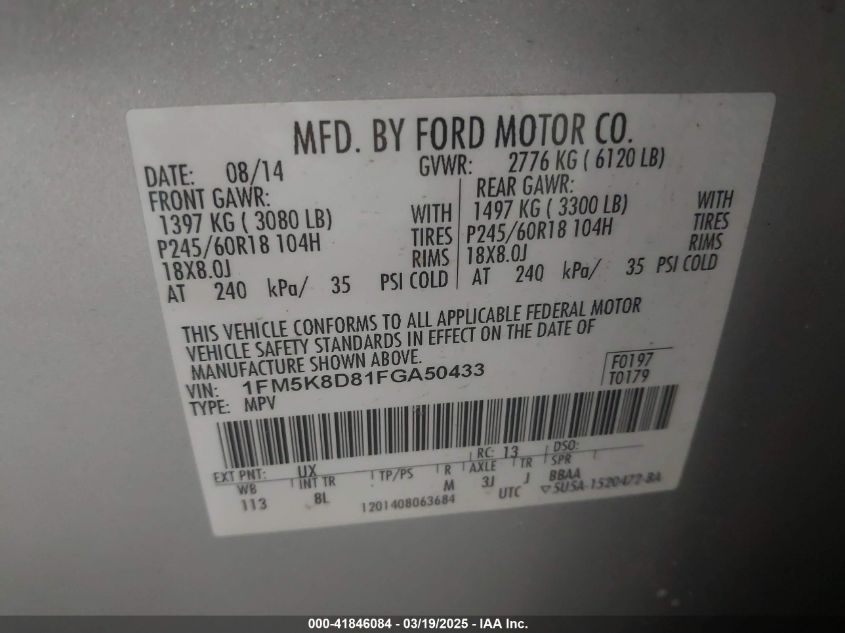 MFD. BY FORD MOTOR CO.
DATE: 08/14 GVWR: 2776 KG ( 6120 LB)
FRONT GAWR: REAR GAWR:
1397 KG ( 3080 LB) WITH 1497 KG ( 3300 LB) WITH
P245/60R18 104H TIRES P245/60R18 104H TIRES
18X8.0J RIMS 18X8.0J RIMS
AT 240 kPa/ 35 PSI COLD AT 240 kPa/ 35 PSI COLD
THIS VEHICLE CONFORMS TO ALL APPLICABLE FEDERAL MOTOR
VEHICLE SAFETY STANDARDS IN EFFECT ON THE DATE OF
MANUFACTURE SHOWN ABOVE.
VIN: 1FM5K8D81FGA50433 F0197
TYPE: MPV T0179
EXT PNT: UX RC: 13 DSO:
WB INT TR TP/PS R AXLE TR SPR
113 8L M 3J J BBAA
1201408063684 UTC ▽5USA-1520472-BA
000-41846084 - 03/19/2025 - IAA Inc.